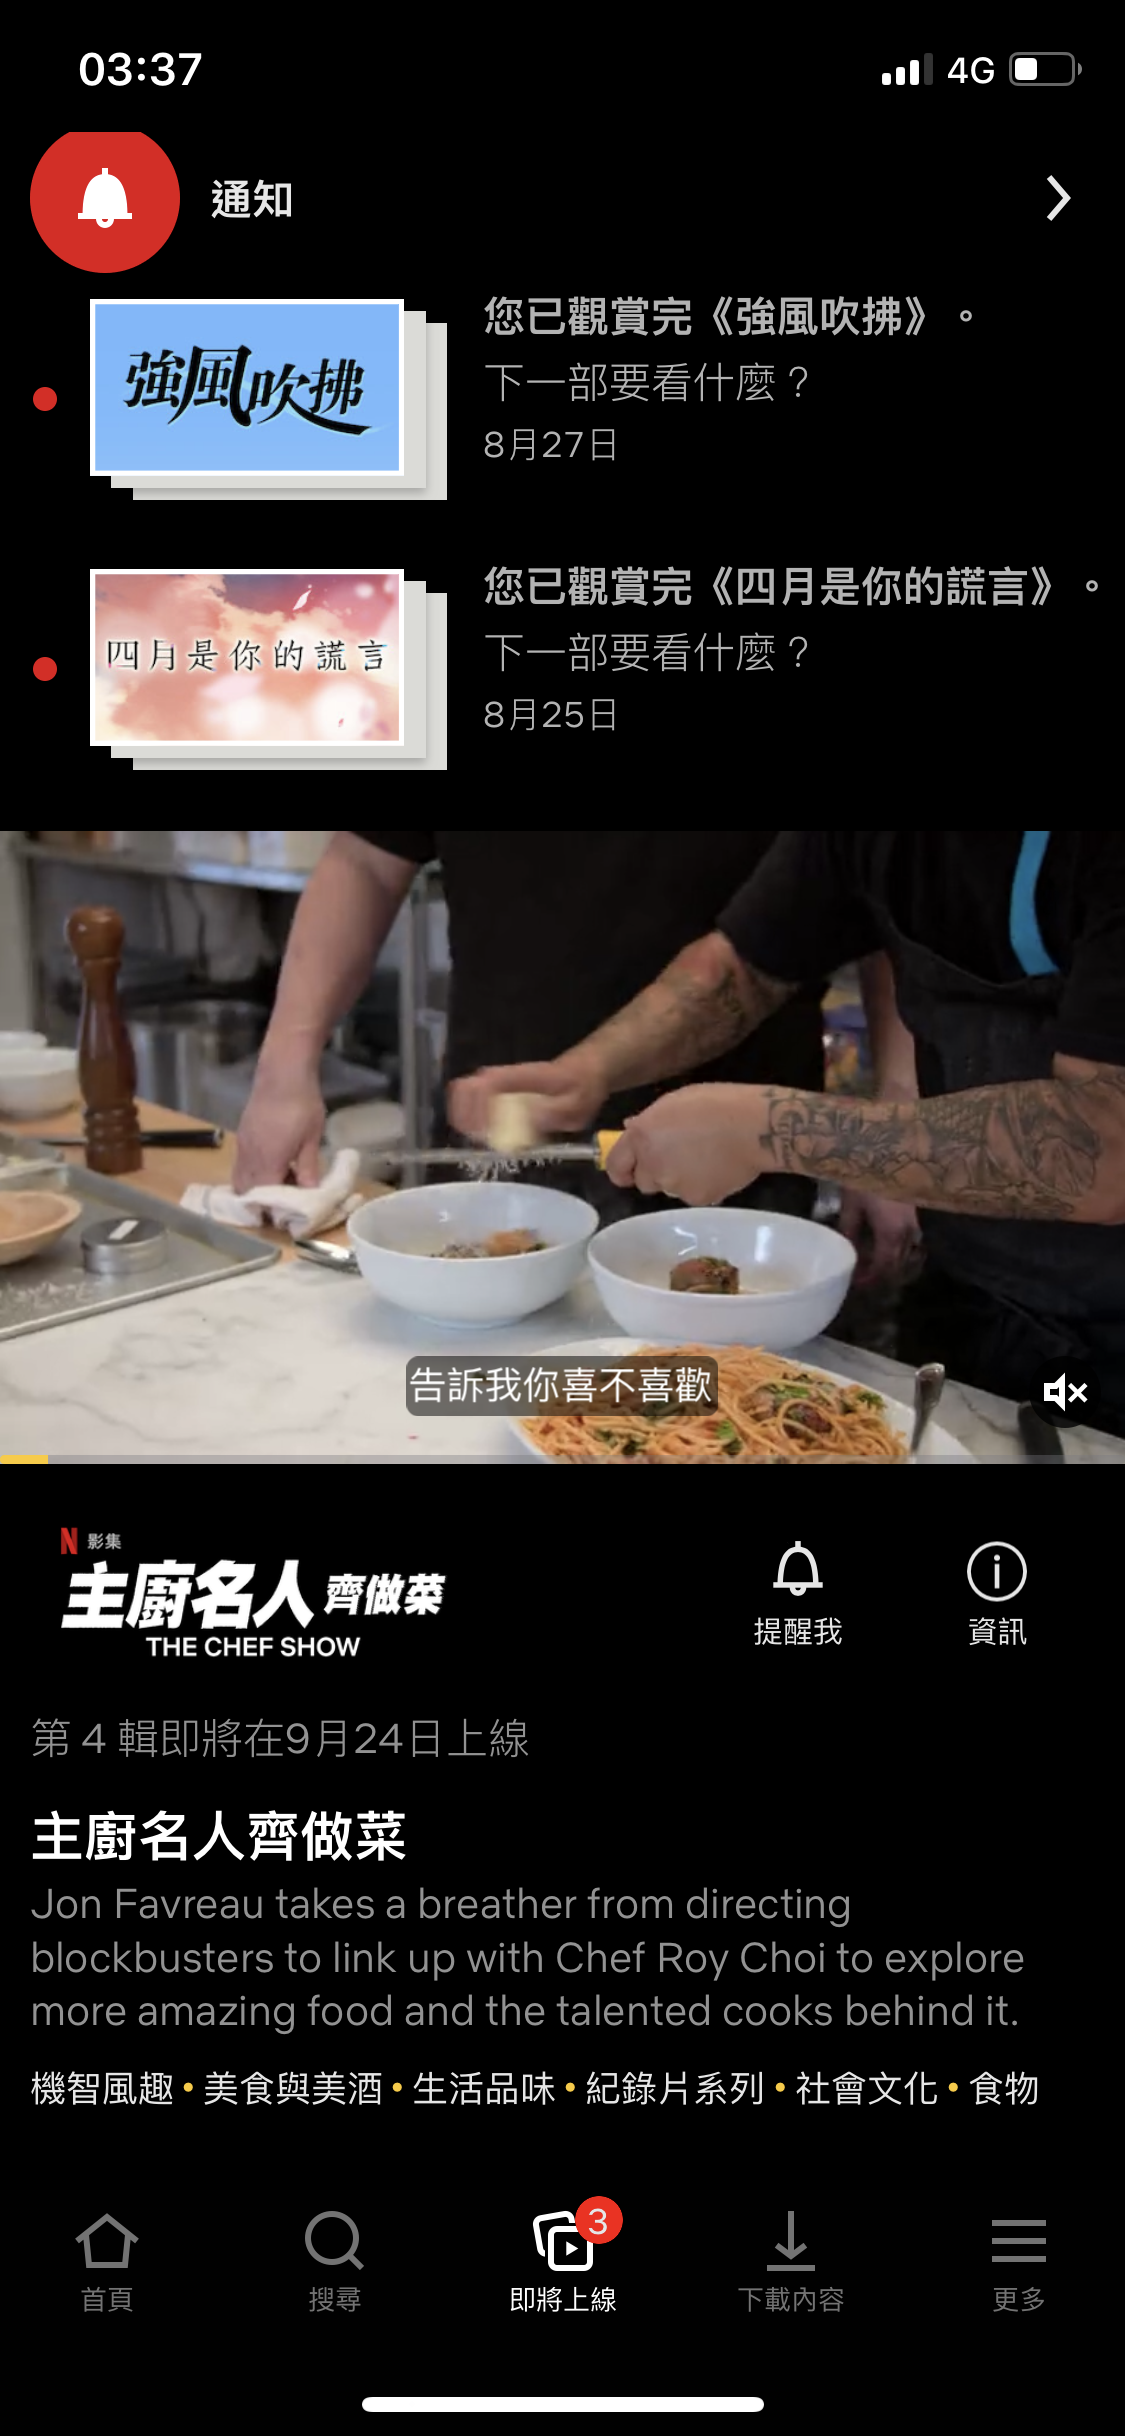 03:37
4G
通知
您已觀賞完《強風吹拂》。
強風吹拂
下一部要看什麼？
8月27日
您已觀賞完《四月是你的謊言》。
四月是你的謊言
下一部要看什麼？
8月25日
告訴我你喜不喜歡
N 影集
主廚名人齊做菜
THE CHEF SHOW
提醒我
資訊
第 4 輯即將在9月24日上線
主廚名人齊做菜
Jon Favreau takes a breather from directing
blockbusters to link up with Chef Roy Choi to explore
more amazing food and the talented cooks behind it.
機智風趣 • 美食與美酒 • 生活品味 • 紀錄片系列 • 社會文化 • 食物
3
首頁
搜尋
即將上線
下載內容
更多